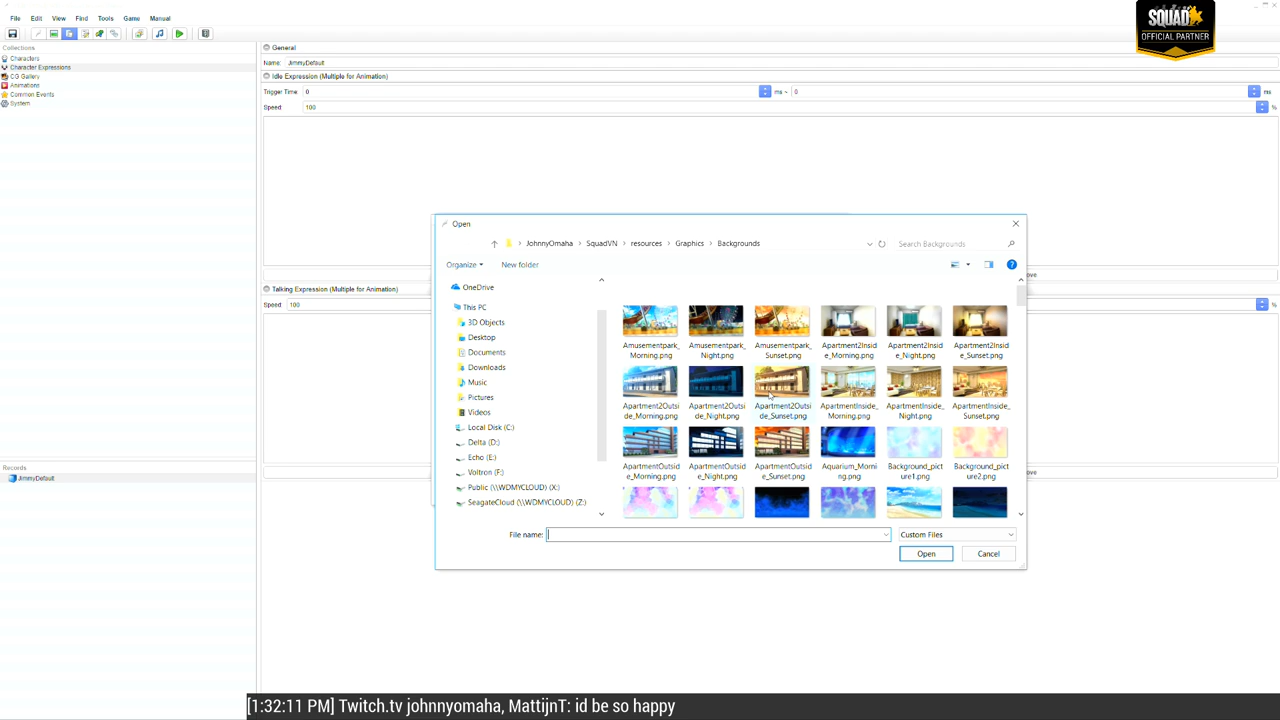 File Edit View Find Tools Game Manual
SQUAD
OFFICIAL PARTNER
Collections
Characters
Character Expressions
CG Gallery
Animations
Common Events
System
General
Name: JimmyDefault
Idle Expression (Multiple for Animation)
Trigger Time 0 ms ~ 0 ms
Speed 100 %
Open
JohnnyOmaha > SquadVN > resources > Graphics > Backgrounds
Search Backgrounds
Organize New folder
OneDrive
This PC
3D Objects
Desktop
Documents
Downloads
Music
Pictures
Videos
Local Disk (C:)
Delta (D:)
Echo (E:)
Voltron (F:)
Public (\\WDMYCLOUD) (X:)
SeagateCloud (\\WDMYCLOUD) (Z:)
Amusementpark_Morning.png
Amusementpark_Night.png
Amusementpark_Sunset.png
Apartment2Inside_Morning.png
Apartment2Inside_Night.png
Apartment2Inside_Sunset.png
Apartment2Outside_Morning.png
Apartment2Outside_Night.png
Apartment2Outside_Sunset.png
ApartmentInside_Morning.png
ApartmentInside_Night.png
ApartmentInside_Sunset.png
ApartmentOutside_Morning.png
ApartmentOutside_Night.png
ApartmentOutside_Sunset.png
Aquarium_Morning.png
Background_picture1.png
Background_picture2.png
File name:
Custom Files
Open Cancel
Talking Expression (Multiple for Animation)
Speed 100
Records
JimmyDefault
[1:32:11 PM] Twitch.tv johnnyomaha, MattijnT: id be so happy